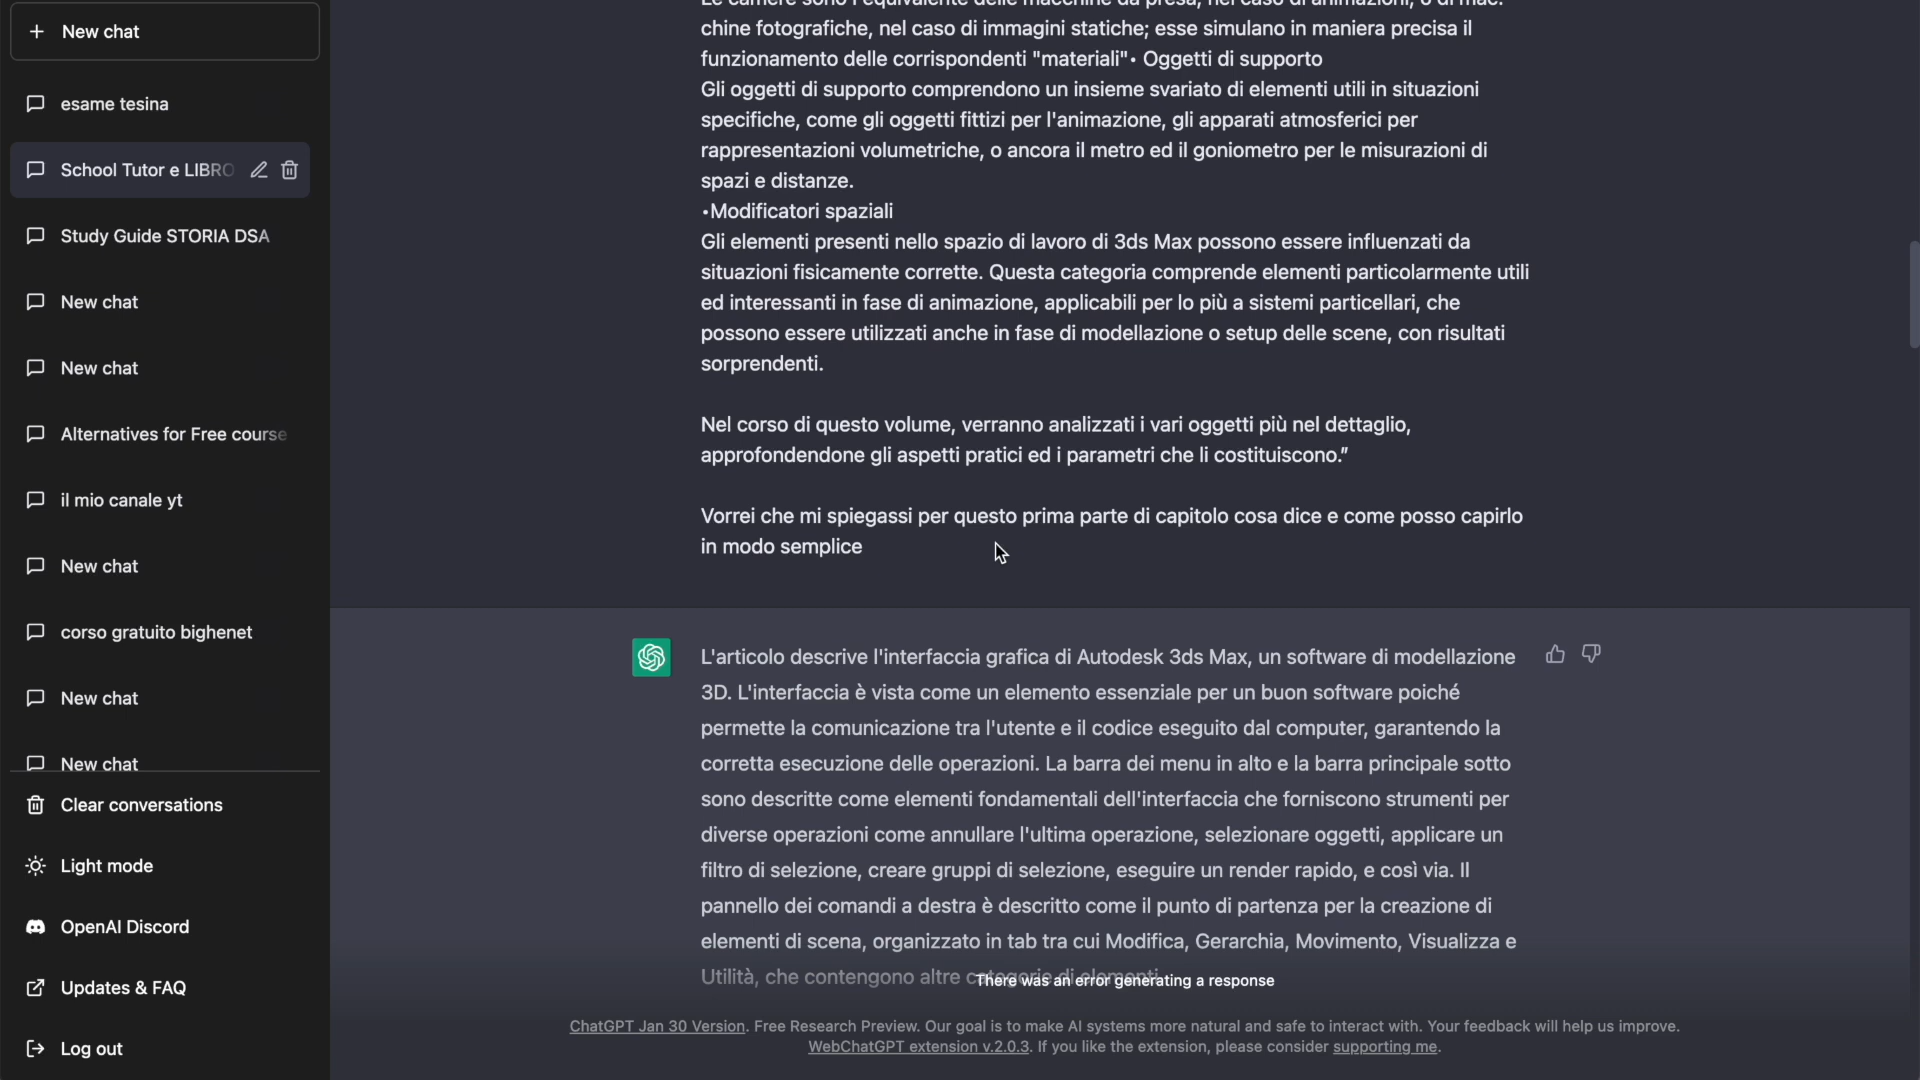 New chat
esame tesina
School Tutor e LIBRO
Study Guide STORIA DSA
New chat
New chat
Alternatives for Free course
il mio canale yt
New chat
corso gratuito bighenet
New chat
New chat
Clear conversations
Light mode
OpenAI Discord
Updates & FAQ
Log out
Le camere sono l'equivalente delle macchine da presa, nel caso di animazioni, o di mac.
chine fotografiche, nel caso di immagini statiche; esse simulano in maniera precisa il
funzionamento delle corrispondenti "materiali"• Oggetti di supporto
Gli oggetti di supporto comprendono un insieme svariato di elementi utili in situazioni
specifiche, come gli oggetti fittizi per l'animazione, gli apparati atmosferici per
rappresentazioni volumetriche, o ancora il metro ed il goniometro per le misurazioni di
spazi e distanze.
•Modificatori spaziali
Gli elementi presenti nello spazio di lavoro di 3ds Max possono essere influenzati da
situazioni fisicamente corrette. Questa categoria comprende elementi particolarmente utili
ed interessanti in fase di animazione, applicabili per lo più a sistemi particellari, che
possono essere utilizzati anche in fase di modellazione o setup delle scene, con risultati
sorprendenti.
Nel corso di questo volume, verranno analizzati i vari oggetti più nel dettaglio,
approfondendone gli aspetti pratici ed i parametri che li costituiscono.”
Vorrei che mi spiegassi per questo prima parte di capitolo cosa dice e come posso capirlo
in modo semplice
L'articolo descrive l'interfaccia grafica di Autodesk 3ds Max, un software di modellazione
3D. L'interfaccia è vista come un elemento essenziale per un buon software poiché
permette la comunicazione tra l'utente e il codice eseguito dal computer, garantendo la
corretta esecuzione delle operazioni. La barra dei menu in alto e la barra principale sotto
sono descritte come elementi fondamentali dell'interfaccia che forniscono strumenti per
diverse operazioni come annullare l'ultima operazione, selezionare oggetti, applicare un
filtro di selezione, creare gruppi di selezione, eseguire un render rapido, e così via. Il
pannello dei comandi a destra è descritto come il punto di partenza per la creazione di
elementi di scena, organizzato in tab tra cui Modifica, Gerarchia, Movimento, Visualizza e
Utilità, che contengono altre categorie di elementi.
There was an error generating a response
ChatGPT Jan 30 Version. Free Research Preview. Our goal is to make AI systems more natural and safe to interact with. Your feedback will help us improve.
WebChatGPT extension v.2.0.3. If you like the extension, please consider supporting me.